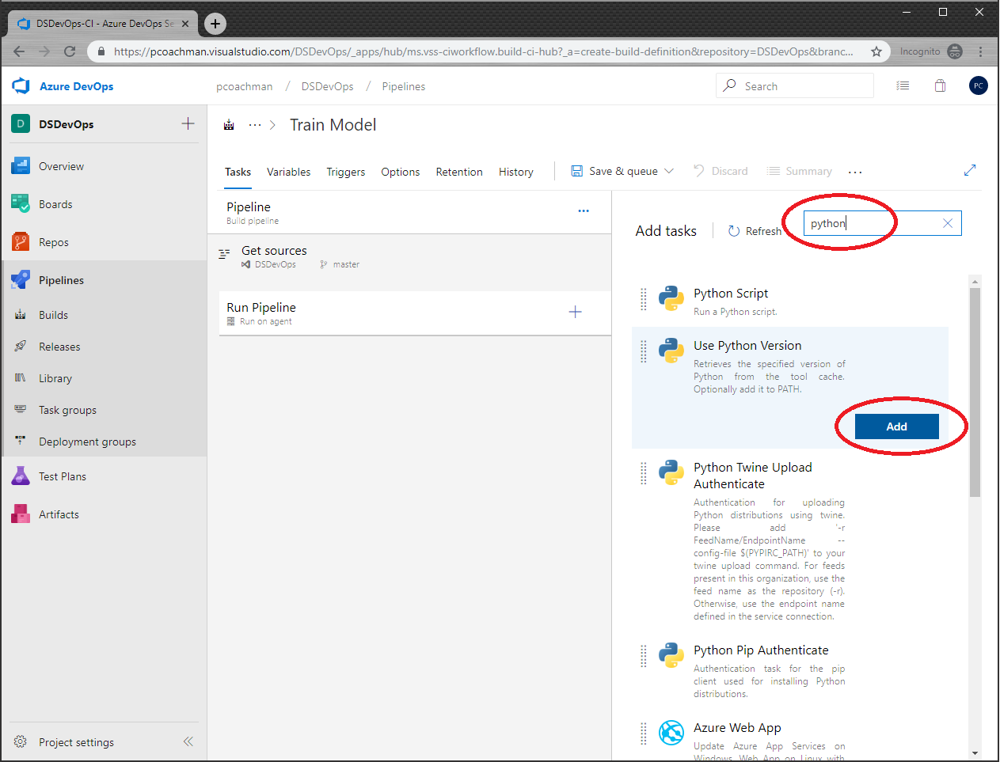 DSDevOps-CI - Azure DevOps Se
https://pcoachman.visualstudio.com/DSDevOps/_apps/hub/ms.vss-ciworkflow.build-ci-hub?_a=create-build-definition&repository=DSDevOps&branc...
Incognito
Azure DevOps
pcoachman / DSDevOps / Pipelines
Search
PC
D DSDevOps
Overview
Boards
Repos
Pipelines
Builds
Releases
Library
Task groups
Deployment groups
Test Plans
Artifacts
Project settings
... > Train Model
Tasks Variables Triggers Options Retention History Save & queue Discard Summary ...
Pipeline
Build pipeline
Get sources
DSDevOps master
Run Pipeline
Run on agent
Add tasks Refresh python
Python Script
Run a Python script.
Use Python Version
Retrieves the specified version of
Python from the tool cache.
Optionally add it to PATH.
Add
Python Twine Upload
Authenticate
Authentication for uploading
Python distributions using twine.
Please add '-r
FeedName/EndpointName --
config-file $(PYPIRC_PATH)' to your
twine upload command. For feeds
present in this organization, use the
feed name as the repository (-r).
Otherwise, use the endpoint name
defined in the service connection.
Python Pip Authenticate
Authentication task for the pip
client used for installing Python
distributions.
Azure Web App
Update Azure App Services on
Windows, Web App on Linux with